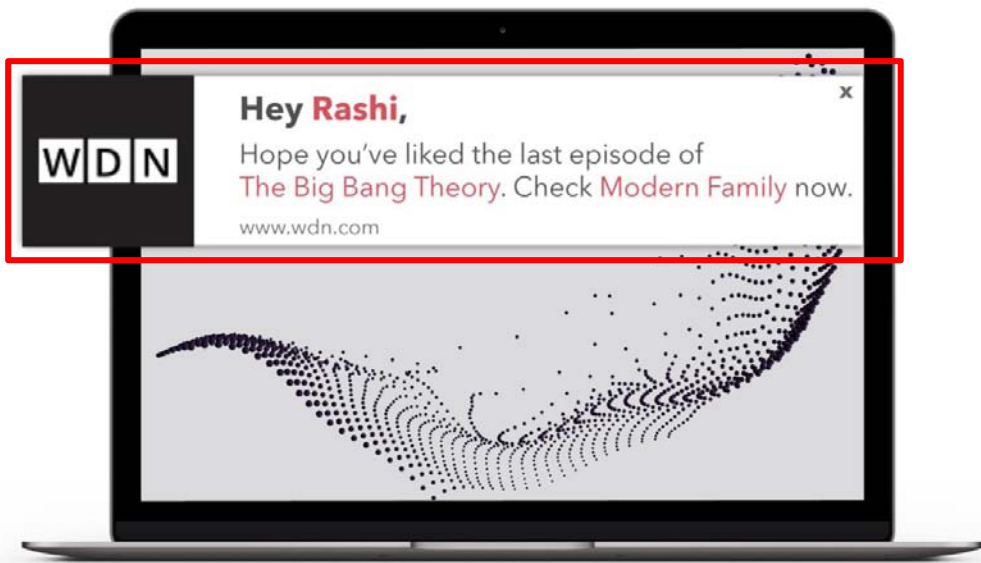 WDN
Hey Rashi,
x
Hope you've liked the last episode of
The Big Bang Theory. Check Modern Family now.
www.wdn.com